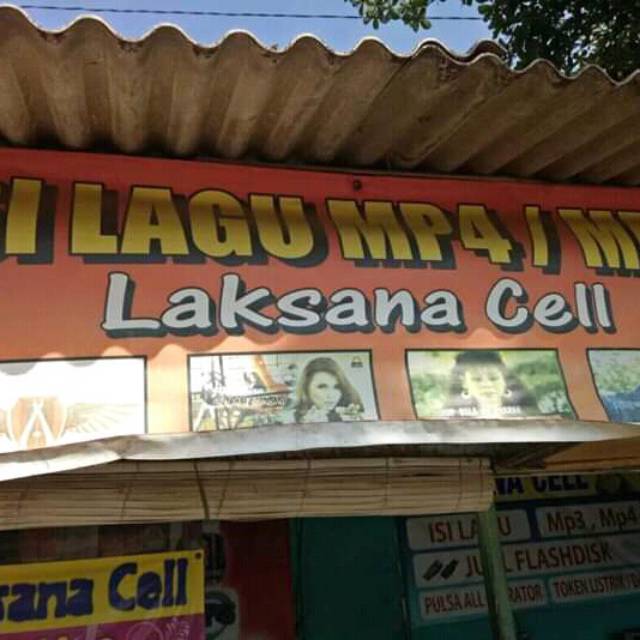 ISI LAGU MP4 / M
Laksana Cell
NA CELL
ISI LA U
Mp3, Mp4
JU L FLASHDISK
PULSA ALL RATOR
TOKEN LISTRIK
sana Cell